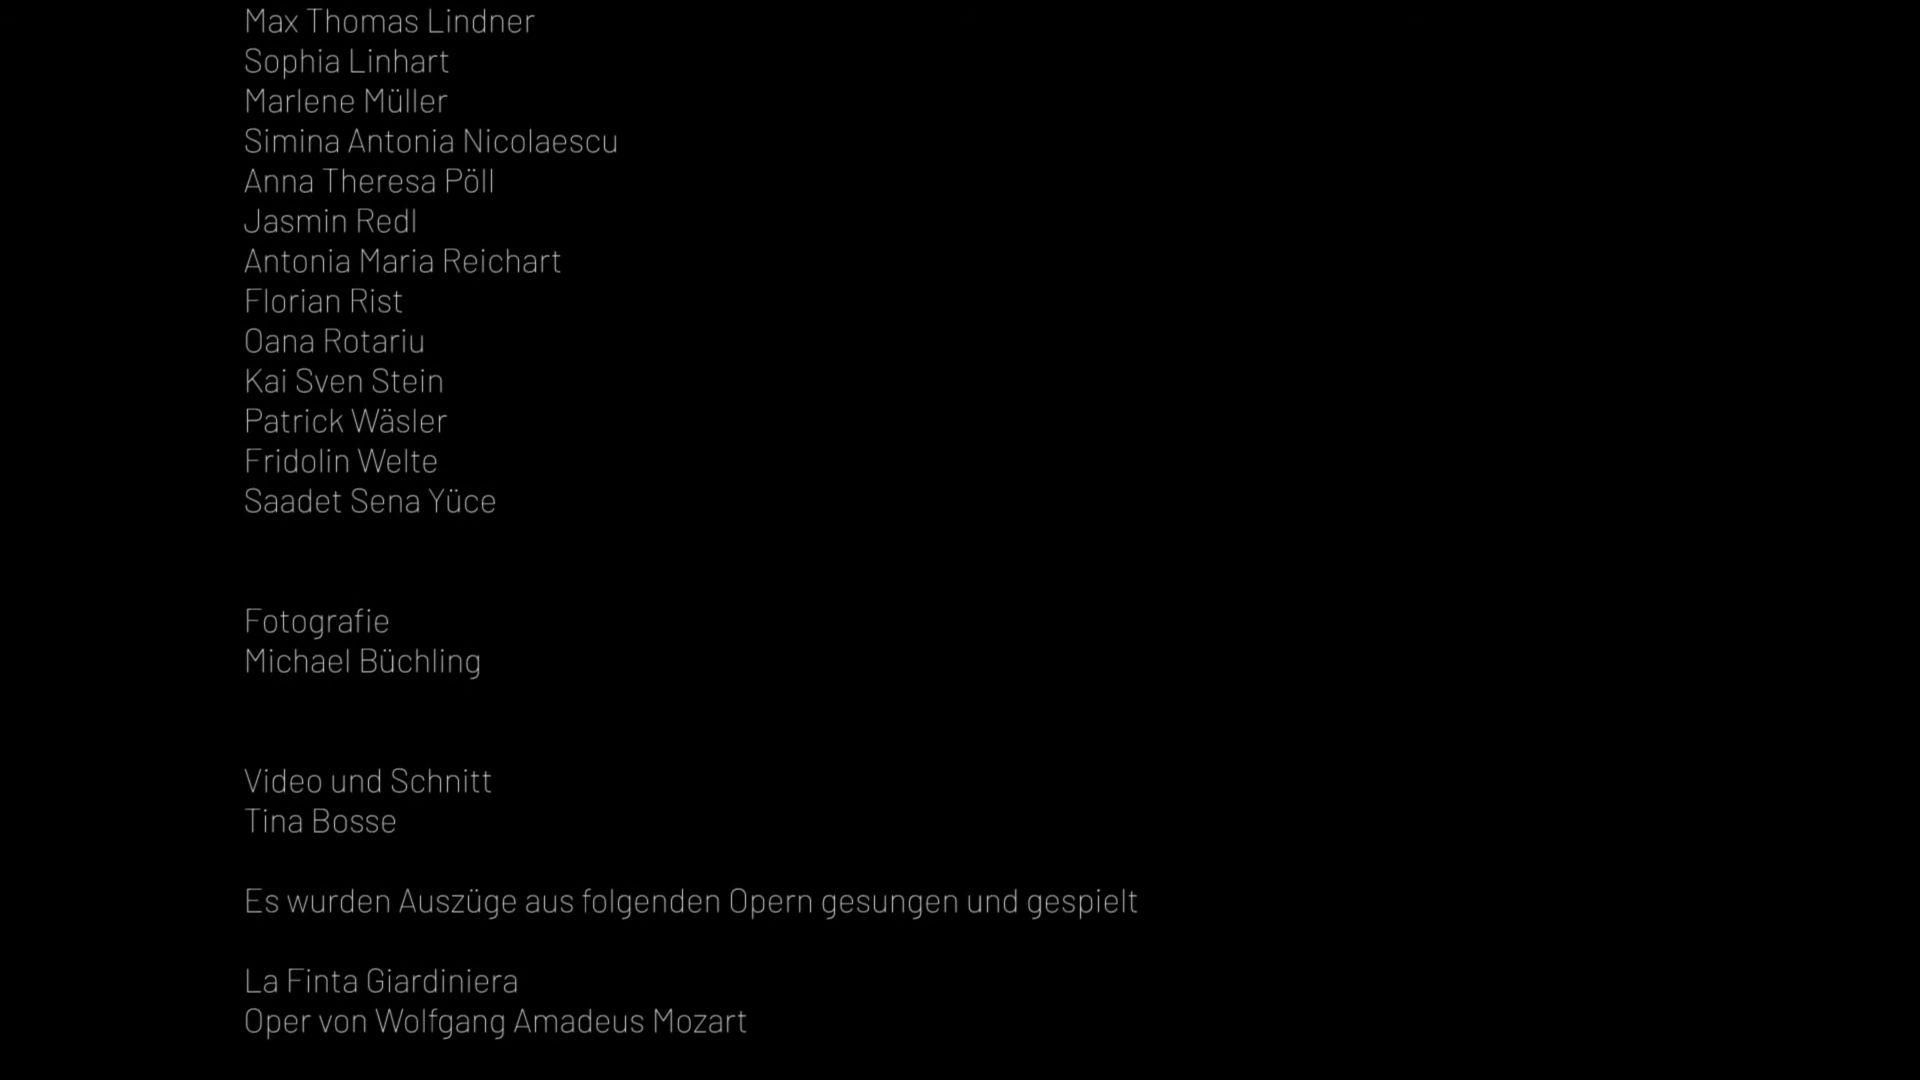 Max Thomas Lindner
Sophia Linhart
Marlene Müller
Simina Antonia Nicolaescu
Anna Theresa Pöll
Jasmin Redl
Antonia Maria Reichart
Florian Rist
Oana Rotariu
Kai Sven Stein
Patrick Wäsler
Fridolin Welte
Saadet Sena Yüce
Fotografie
Michael Büchling
Video und Schnitt
Tina Bosse
Es wurden Auszüge aus folgenden Opern gesungen und gespielt
La Finta Giardiniera
Oper von Wolfgang Amadeus Mozart